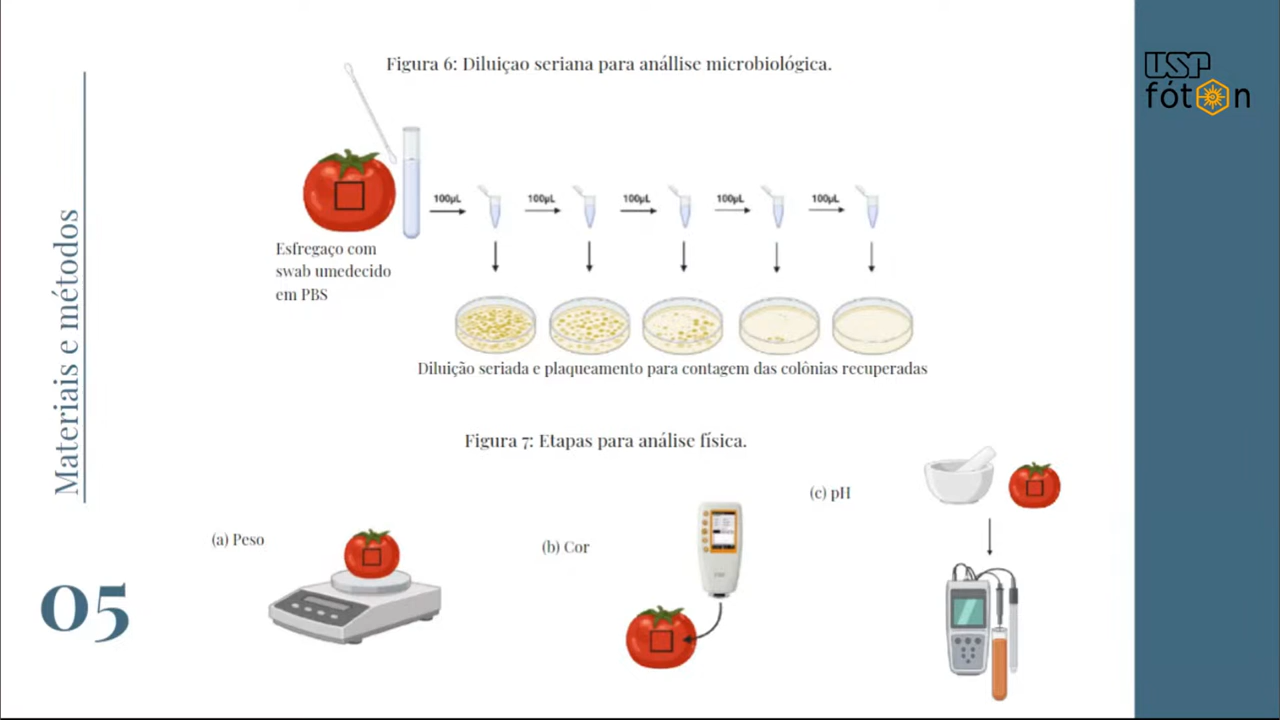 Figura 6: Diluiçao seriana para anállise microbiológica.
USP
fóton
100μL 100μL 100μL 100μL 100μL
Esfregaço com
swab umedecido
em PBS
Diluição seriada e plaqueamento para contagem das colônias recuperadas
Materiais e métodos
Figura 7: Etapas para análise física.
(a) Peso
(b) Cor
(c) pH
05